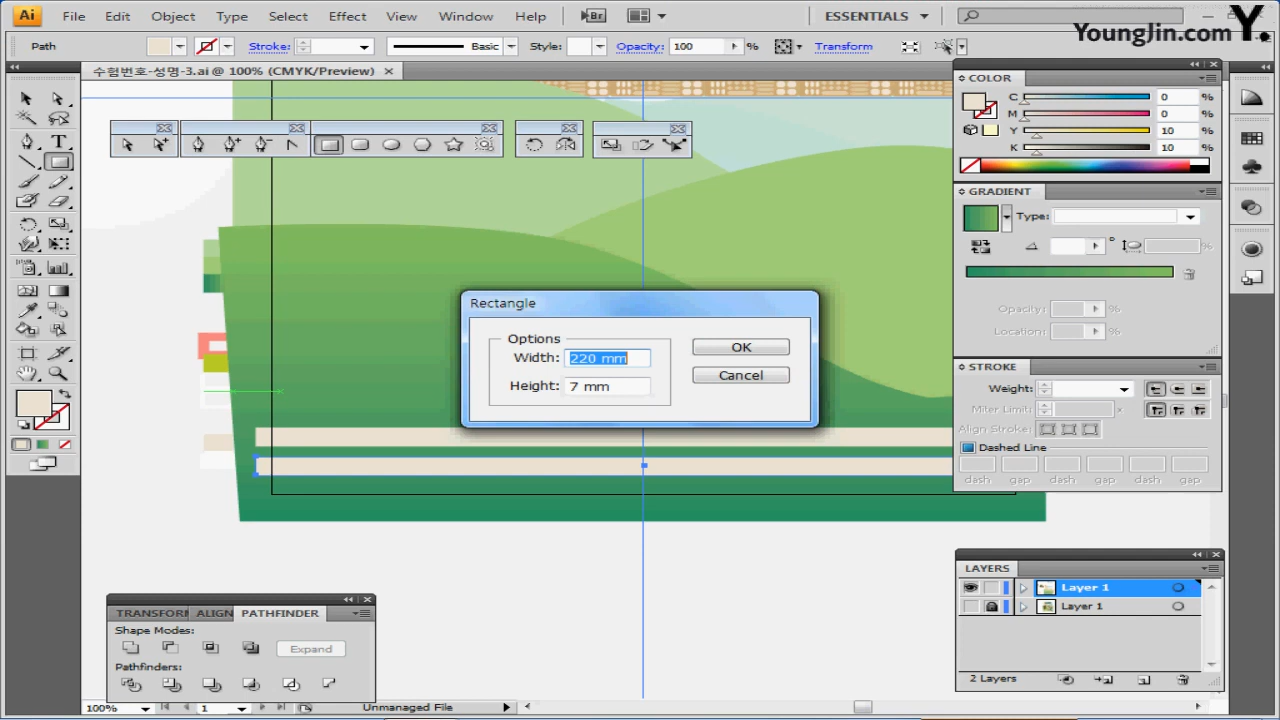 Ai File Edit Object Type Select Effect View Window Help Br ESSENTIALS
YoungJin.com Y.
Path Stroke: Basic Style: Opacity: 100 % Transform
수험번호-성명-3.ai @ 100% (CMYK/Preview)
COLOR
C 0 %
M 0 %
Y 10 %
K 10 %
GRADIENT
Type:
°
%
Opacity: %
Location: %
Rectangle
Options
Width: 220 mm
Height: 7 mm
OK
Cancel
STROKE
Weight:
Miter Limit: x
Align Stroke:
Dashed Line
dash gap dash gap dash gap
LAYERS
Layer 1
Layer 1
2 Layers
TRANSFORM ALIGN PATHFINDER
Shape Modes:
Expand
Pathfinders:
100% 1 Unmanaged File